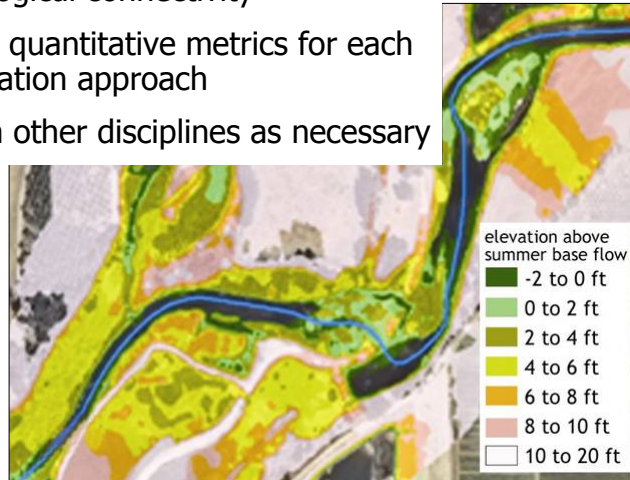 quantitative metrics for each
approach
other disciplines as necessary
elevation above
summer base flow
-2 to 0 ft
0 to 2 ft
2 to 4 ft
4 to 6 ft
6 to 8 ft
8 to 10 ft
10 to 20 ft